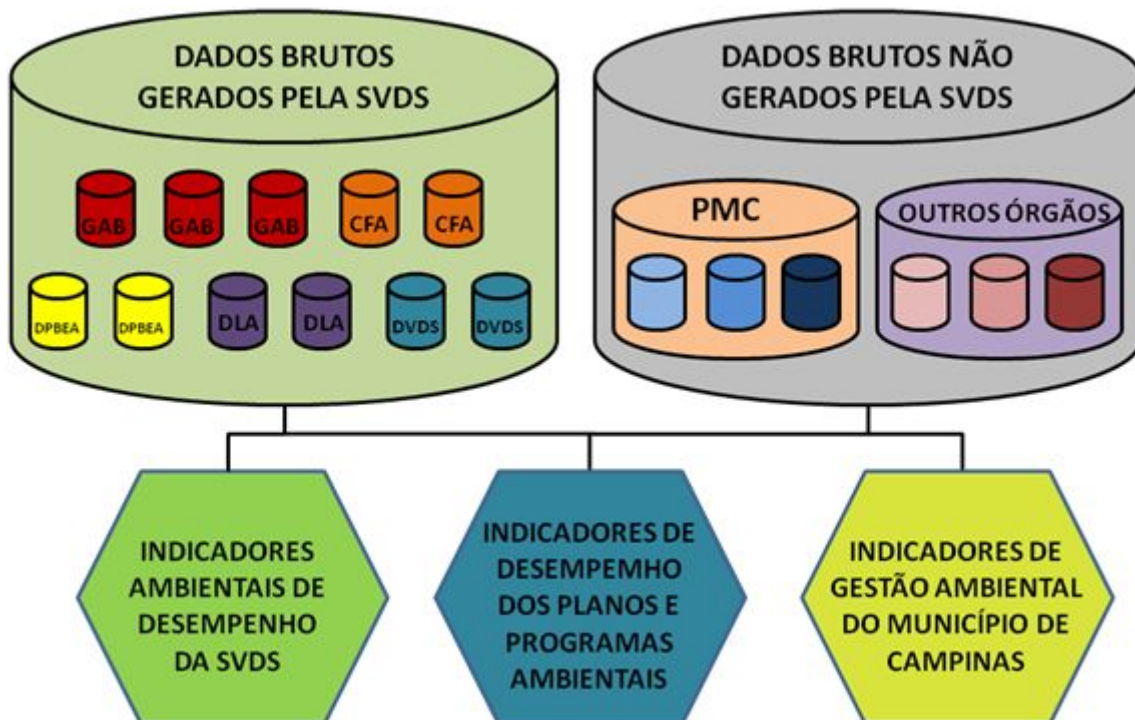 DADOS BRUTOS
GERADOS PELA SVDS
DADOS BRUTOS NÃO
GERADOS PELA SVDS
GAB
GAB
GAB
CFA
CFA
DPBEA
DPBEA
DLA
DLA
DVDS
DVDS
PMC
OUTROS ÓRGÃOS
INDICADORES
AMBIENTAIS DE
DESEMPENHO
DA SVDS
INDICADORES DE
DESEMPEMHO
DOS PLANOS E
PROGRAMAS
AMBIENTAIS
INDICADORES DE
GESTÃO AMBIENTAL
DO MUNICÍPIO DE
CAMPINAS